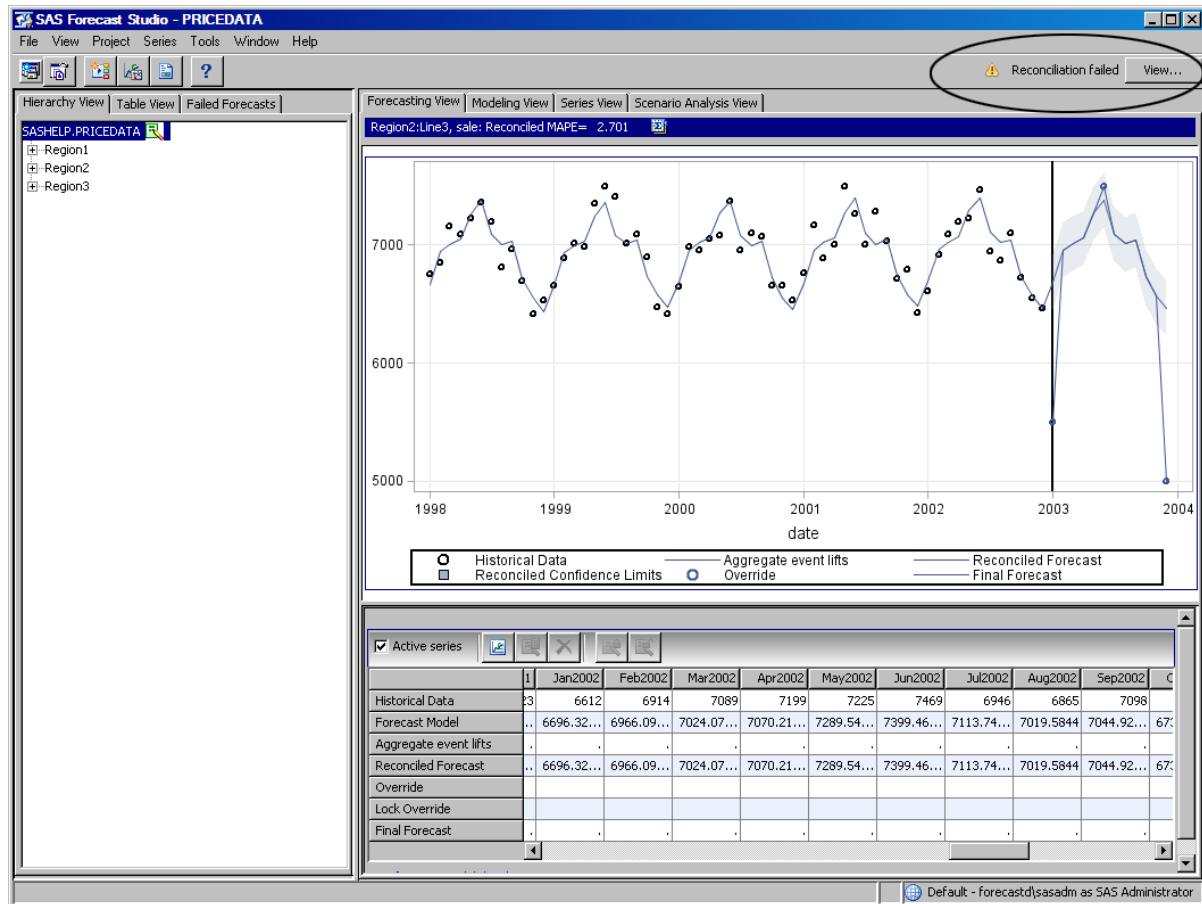 SAS Forecast Studio - PRICEDATA
File View Project Series Tools Window Help
Reconciliation failed View...
Hierarchy View Table View Failed Forecasts
SASHELP.PRICEDATA
Region1
Region2
Region3
Forecasting View Modeling View Series View Scenario Analysis View
Region2:Line3, sale: Reconciled MAPE= 2.701
7000
6000
5000
1998 1999 2000 2001 2002 2003 2004
date
Historical Data Aggregate event lifts Reconciled Forecast
Reconciled Confidence Limits Override Final Forecast
Active series
1 Jan2002 Feb2002 Mar2002 Apr2002 May2002 Jun2002 Jul2002 Aug2002 Sep2002
Historical Data 23 6612 6914 7089 7199 7225 7469 6946 6865 7098
Forecast Model .. 6696.32... 6966.09... 7024.07... 7070.21... 7289.54... 7399.46... 7113.74... 7019.5844 7044.92... 67
Aggregate event lifts . . . . . . . . . .
Reconciled Forecast .. 6696.32... 6966.09... 7024.07... 7070.21... 7289.54... 7399.46... 7113.74... 7019.5844 7044.92... 67
Override
Lock Override
Final Forecast . . . . . . . . . .
Default - forecastd\sasadm as SAS Administrator